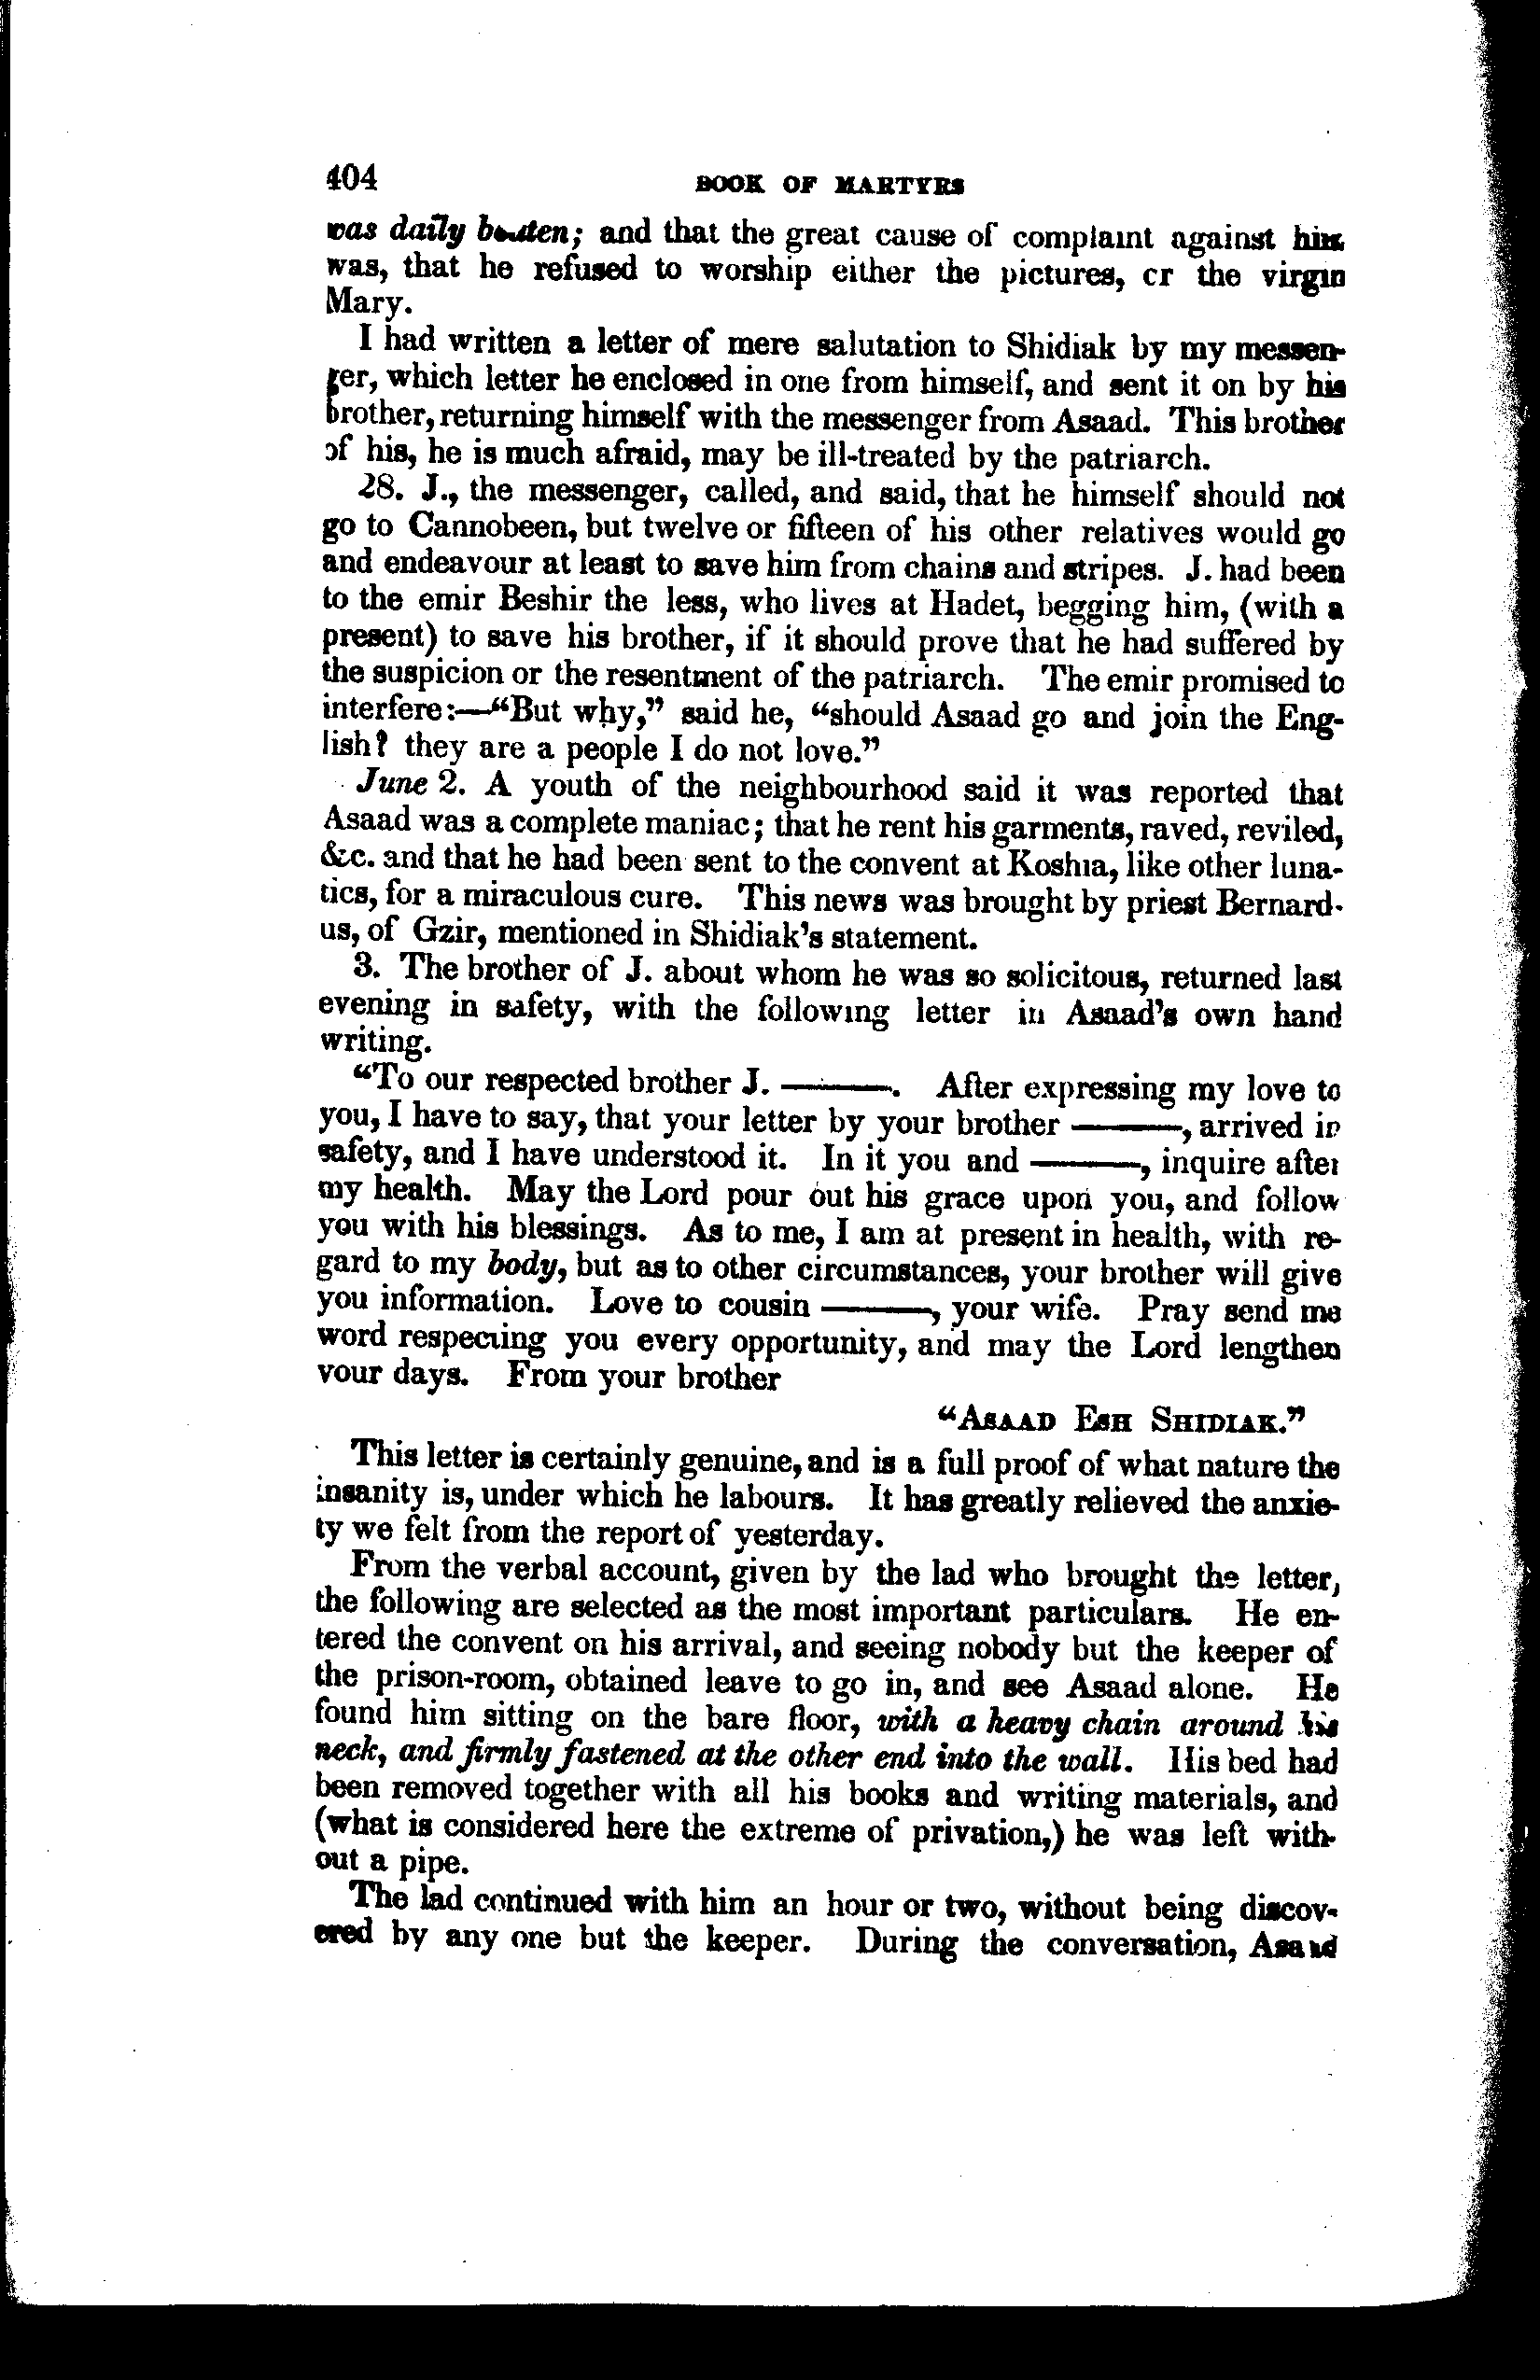 404 BOOK OF MARTYRS
was daily beaten; and that the great cause of complaint against him
was, that he refused to worship either the pictures, or the virgin
Mary.
I had written a letter of mere salutation to Shidiak by my messen-
ger, which letter he enclosed in one from himself, and sent it on by his
brother, returning himself with the messenger from Asaad. This brother
of his, he is much afraid, may be ill-treated by the patriarch.
28. J., the messenger, called, and said, that he himself should not
go to Cannobeen, but twelve or fifteen of his other relatives would go
and endeavour at least to save him from chains and stripes. J. had been
to the emir Beshir the less, who lives at Hadet, begging him, (with a
present) to save his brother, if it should prove that he had suffered by
the suspicion or the resentment of the patriarch. The emir promised to
interfere:—“But why,” said he, “should Asaad go and join the Eng-
lish? they are a people I do not love.”
June 2. A youth of the neighbourhood said it was reported that
Asaad was a complete maniac; that he rent his garments, raved, reviled,
&c. and that he had been sent to the convent at Koshia, like other luna-
tics, for a miraculous cure. This news was brought by priest Bernard-
us, of Gzir, mentioned in Shidiak’s statement.
3. The brother of J. about whom he was so solicitous, returned last
evening in safety, with the following letter in Asaad’s own hand
writing.
“To our respected brother J. ———. After expressing my love to
you, I have to say, that your letter by your brother ———, arrived in
safety, and I have understood it. In it you and ———, inquire after
my health. May the Lord pour out his grace upon you, and follow
you with his blessings. As to me, I am at present in health, with re-
gard to my body, but as to other circumstances, your brother will give
you information. Love to cousin ———, your wife. Pray send me
word respecting you every opportunity, and may the Lord lengthen
your days. From your brother
“ASAAD ESH SHIDIAK.”
This letter is certainly genuine, and is a full proof of what nature the
insanity is, under which he labours. It has greatly relieved the anxie-
ty we felt from the report of yesterday.
From the verbal account, given by the lad who brought the letter,
the following are selected as the most important particulars. He en-
tered the convent on his arrival, and seeing nobody but the keeper of
the prison-room, obtained leave to go in, and see Asaad alone. He
found him sitting on the bare floor, with a heavy chain around his
neck, and firmly fastened at the other end into the wall. His bed had
been removed together with all his books and writing materials, and
(what is considered here the extreme of privation,) he was left with-
out a pipe.
The lad continued with him an hour or two, without being discov-
ered by any one but the keeper. During the conversation, Asaad